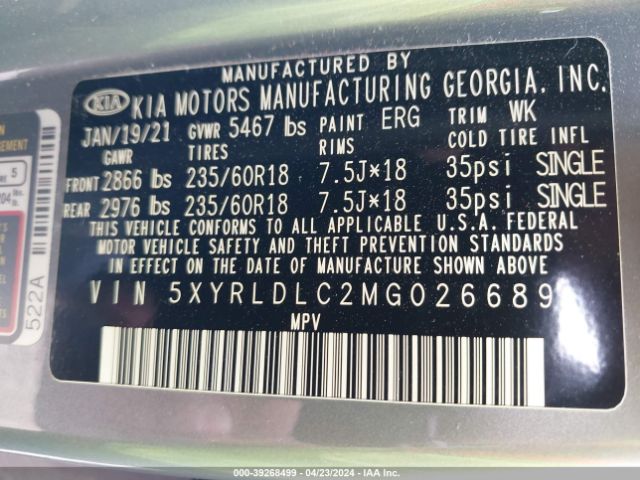 MANUFACTURED BY
KIA KIA MOTORS MANUFACTURING GEORGIA. INC.
JAN/19/21 GVWR 5467 lbs PAINT ERG TRIM WK
GAWR TIRES RIMS COLD TIRE INFL
FRONT 2866 lbs 235/60R18 7.5J*18 35psi SINGLE
REAR 2976 lbs 235/60R18 7.5J*18 35psi SINGLE
THIS VEHICLE CONFORMS TO ALL APPLICABLE U.S.A. FEDERAL
MOTOR VEHICLE SAFETY AND THEFT PREVENTION STANDARDS
IN EFFECT ON THE DATE OF MANUFACTURE SHOWN ABOVE
VIN 5XYRLDLC2MG026689
MPV
5
522A
000-39268499 - 04/23/2024 - IAA Inc.